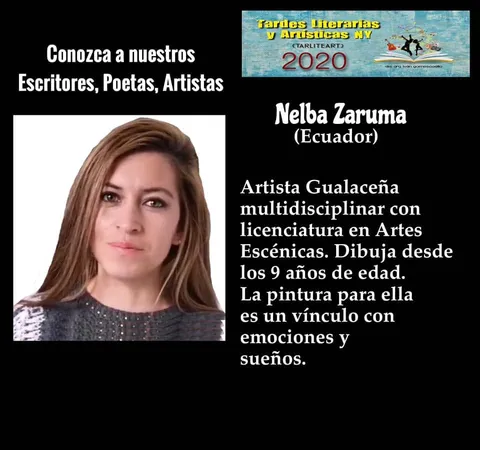 Conozca a nuestros
Escritores, Poetas, Artistas
Tardes Literarias
y Artísticas NY
(TARLITEART)
2020
Nelba Zaruma
(Ecuador)
Artista Gualaceña
multidisciplinar con
licenciatura en Artes
Escénicas. Dibuja desde
los 9 años de edad.
La pintura para ella
es un vínculo con
emociones y
sueños.